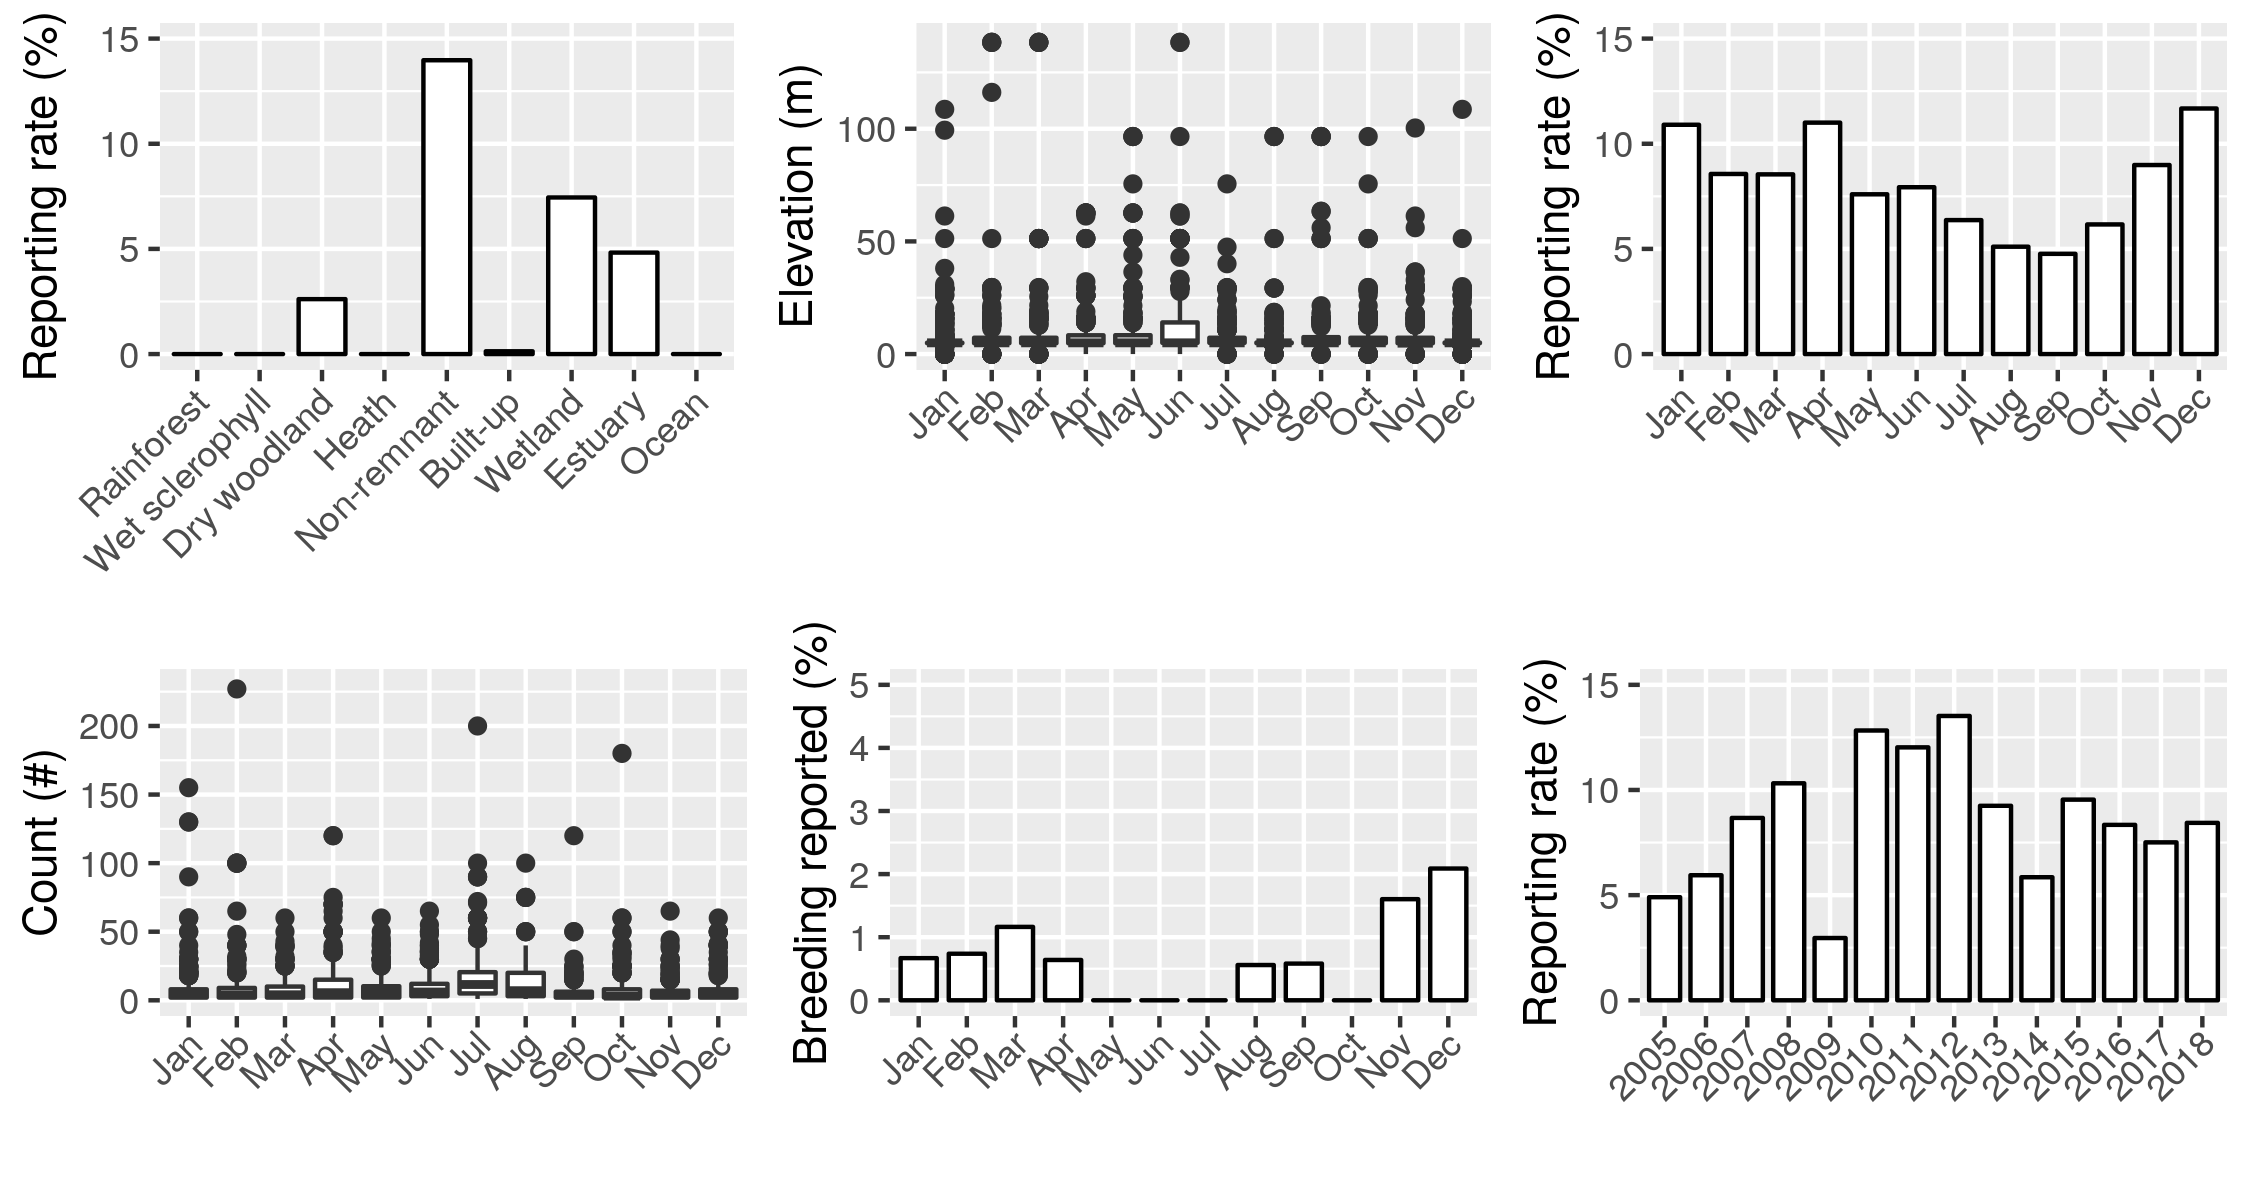 Reporting rate (%)
15
10
5
0
Rainforest
Wet sclerophyll
Dry woodland
Heath
Non-remnant
Built-up
Wetland
Estuary
Ocean
Elevation (m)
100
50
0
Jan
Feb
Mar
Apr
May
Jun
Jul
Aug
Sep
Oct
Nov
Dec
Reporting rate (%)
15
10
5
0
Jan
Feb
Mar
Apr
May
Jun
Jul
Aug
Sep
Oct
Nov
Dec
Count (#)
200
150
100
50
0
Jan
Feb
Mar
Apr
May
Jun
Jul
Aug
Sep
Oct
Nov
Dec
Breeding reported (%)
5
4
3
2
1
0
Jan
Feb
Mar
Apr
May
Jun
Jul
Aug
Sep
Oct
Nov
Dec
Reporting rate (%)
15
10
5
0
2005
2006
2007
2008
2009
2010
2011
2012
2013
2014
2015
2016
2017
2018